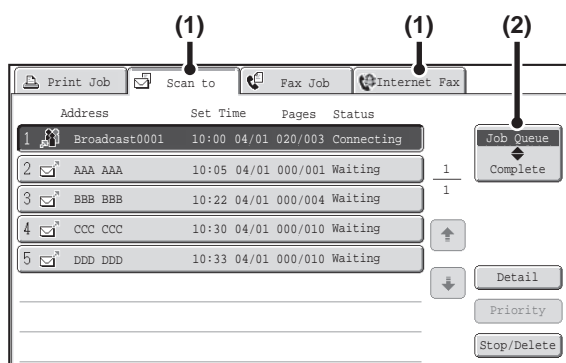 (1) (1) (2)
Print Job Scan to Fax Job Internet Fax
Address Set Time Pages Status
1 Broadcast0001 10:00 04/01 020/003 Connecting
Job Queue
2 AAA AAA 10:05 04/01 000/001 Waiting
1
Complete
3 BBB BBB 10:22 04/01 000/004 Waiting
1
4 CCC CCC 10:30 04/01 000/010 Waiting
5 DDD DDD 10:33 04/01 000/010 Waiting
Detail
Priority
Stop/Delete